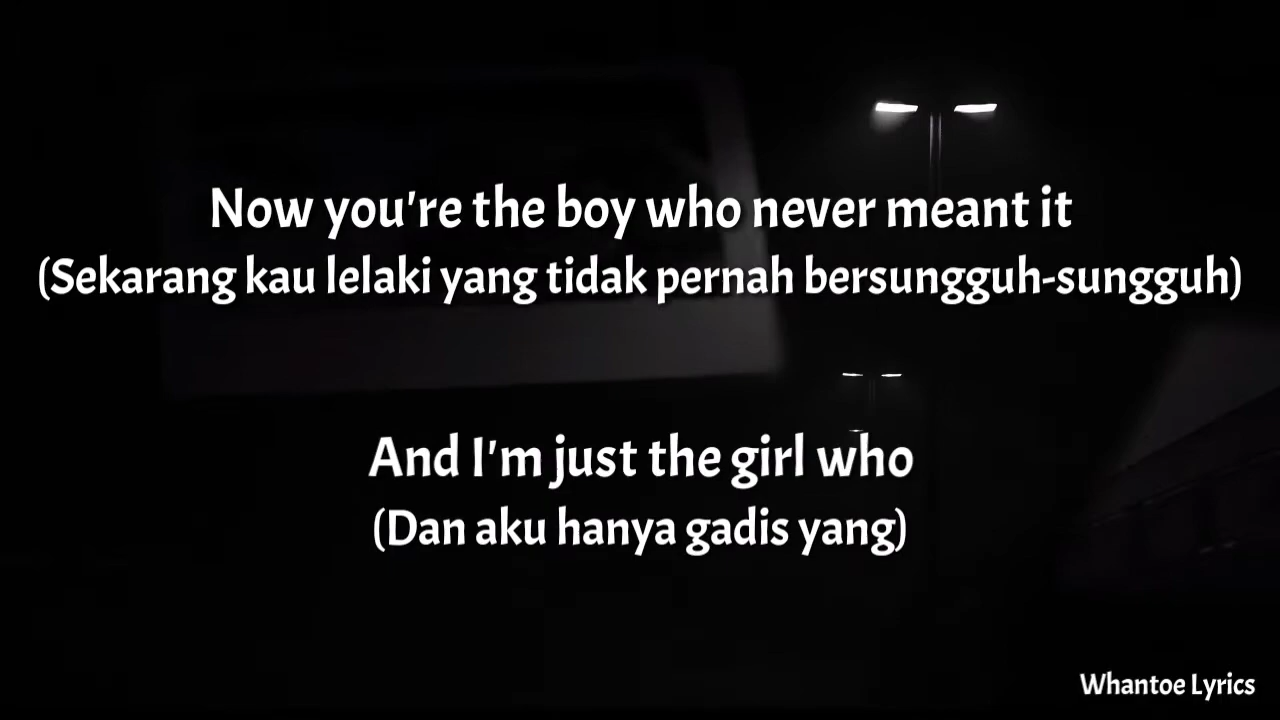 Now you're the boy who never meant it
(Sekarang kau lelaki yang tidak pernah bersungguh-sungguh)
And I'm just the girl who
(Dan aku hanya gadis yang)
Whantoe Lyrics